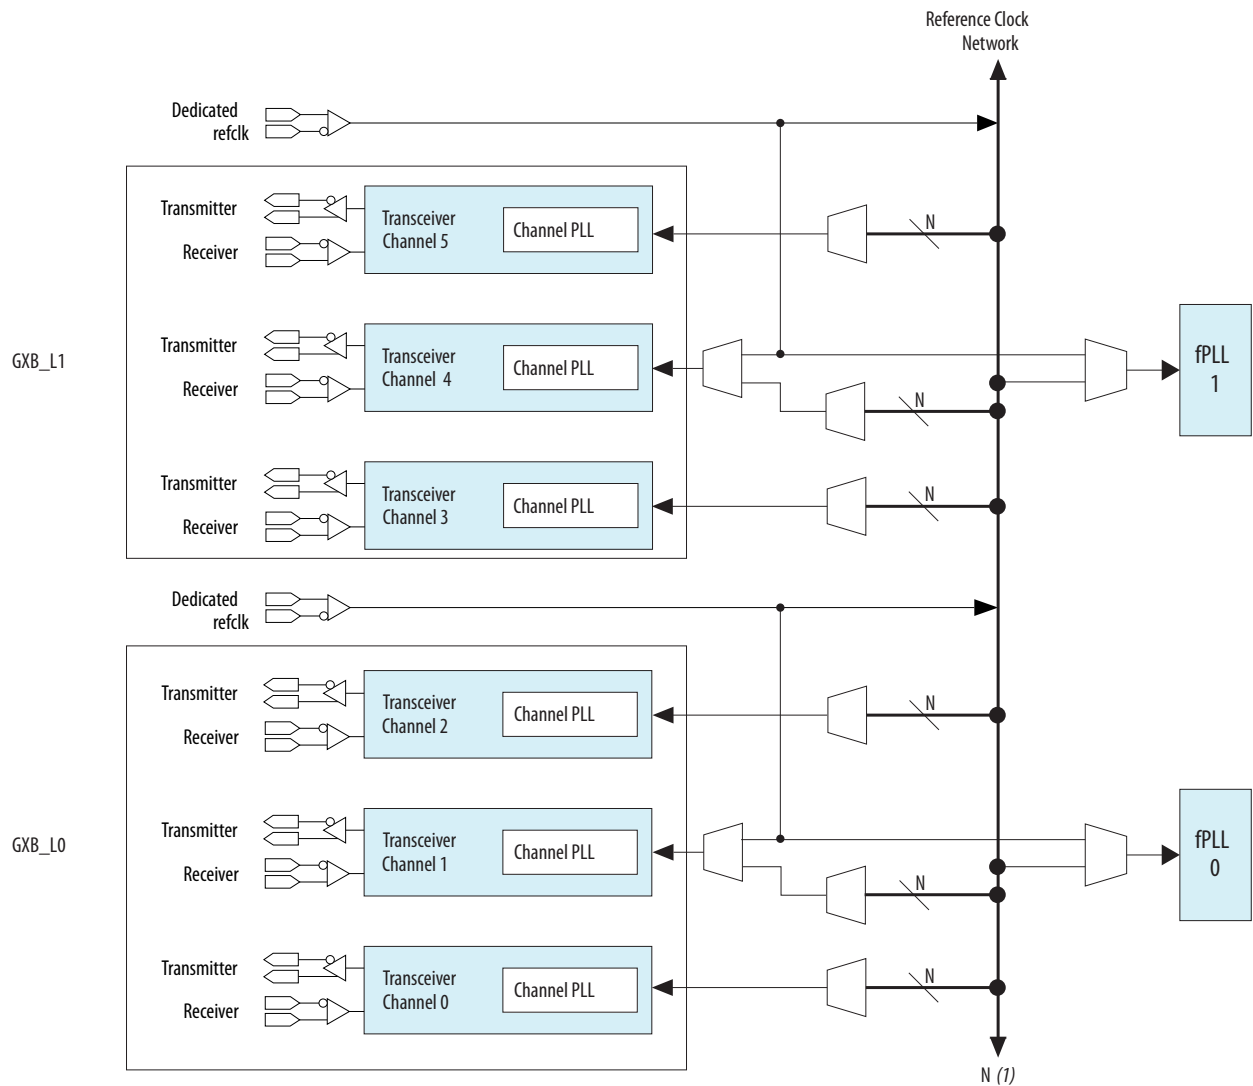 Reference Clock
Network
Dedicated
refclk
Transmitter
Receiver
Transceiver
Channel 5
Channel PLL
N
GXB_L1
Transmitter
Receiver
Transceiver
Channel 4
Channel PLL
N
fPLL
1
Transmitter
Receiver
Transceiver
Channel 3
Channel PLL
N
Dedicated
refclk
Transmitter
Receiver
Transceiver
Channel 2
Channel PLL
N
GXB_L0
Transmitter
Receiver
Transceiver
Channel 1
Channel PLL
N
fPLL
0
Transmitter
Receiver
Transceiver
Channel 0
Channel PLL
N
N (1)